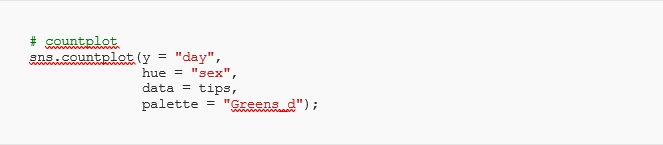 # countplot
sns.countplot(y = "day",
              hue = "sex",
              data = tips,
              palette = "Greens_d");